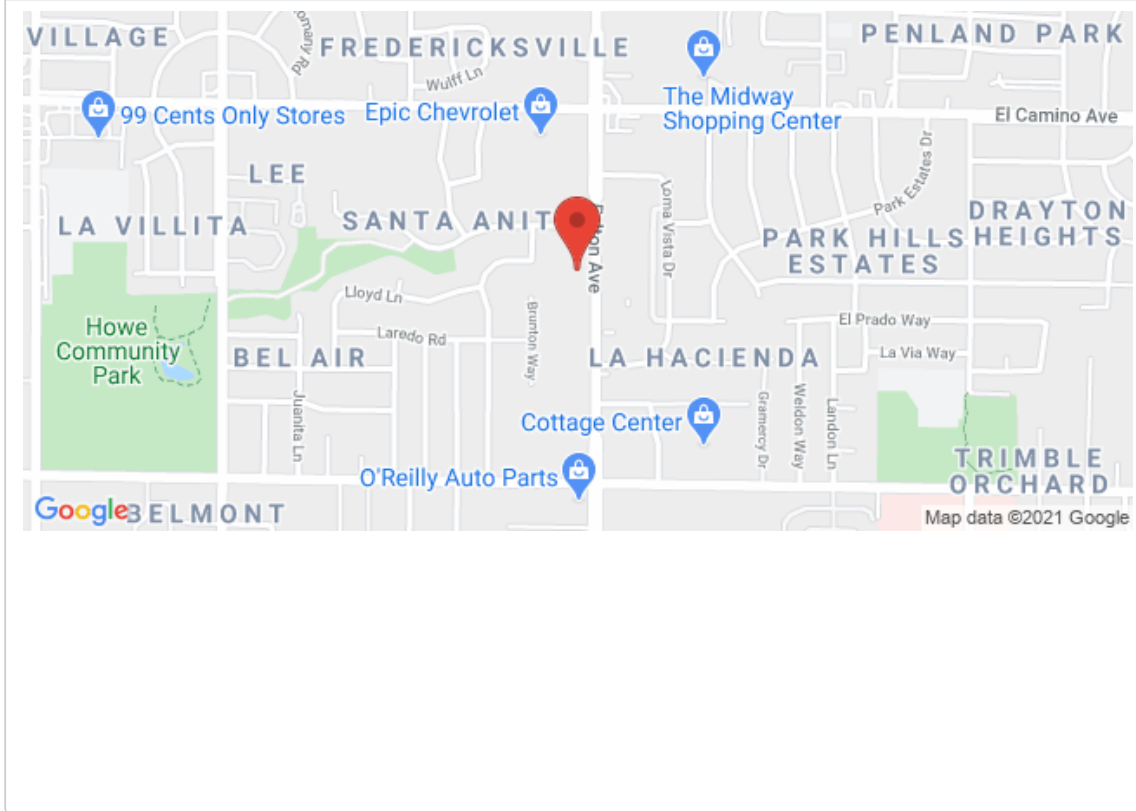 VILLAGE
FREDERICKSVILLE
PENLAND PARK
Wulff Ln
99 Cents Only Stores
Epic Chevrolet
The Midway
Shopping Center
El Camino Ave
LEE
Park Estates Dr
LA VILLITA
SANTA ANIT
Loma Vista Dr
DRAYTON
HEIGHTS
PARK HILLS
ESTATES
Lloyd Ln
Brunton Way
El Prado Way
Howe
Community
Park
Laredo Rd
BEL AIR
LA HACIENDA
La Via Way
Juanita Ln
Gramercy Dr
Weldon Way
Landon Ln
Cottage Center
O'Reilly Auto Parts
TRIMBLE
ORCHARD
Google
BELMONT
Map data ©2021 Google